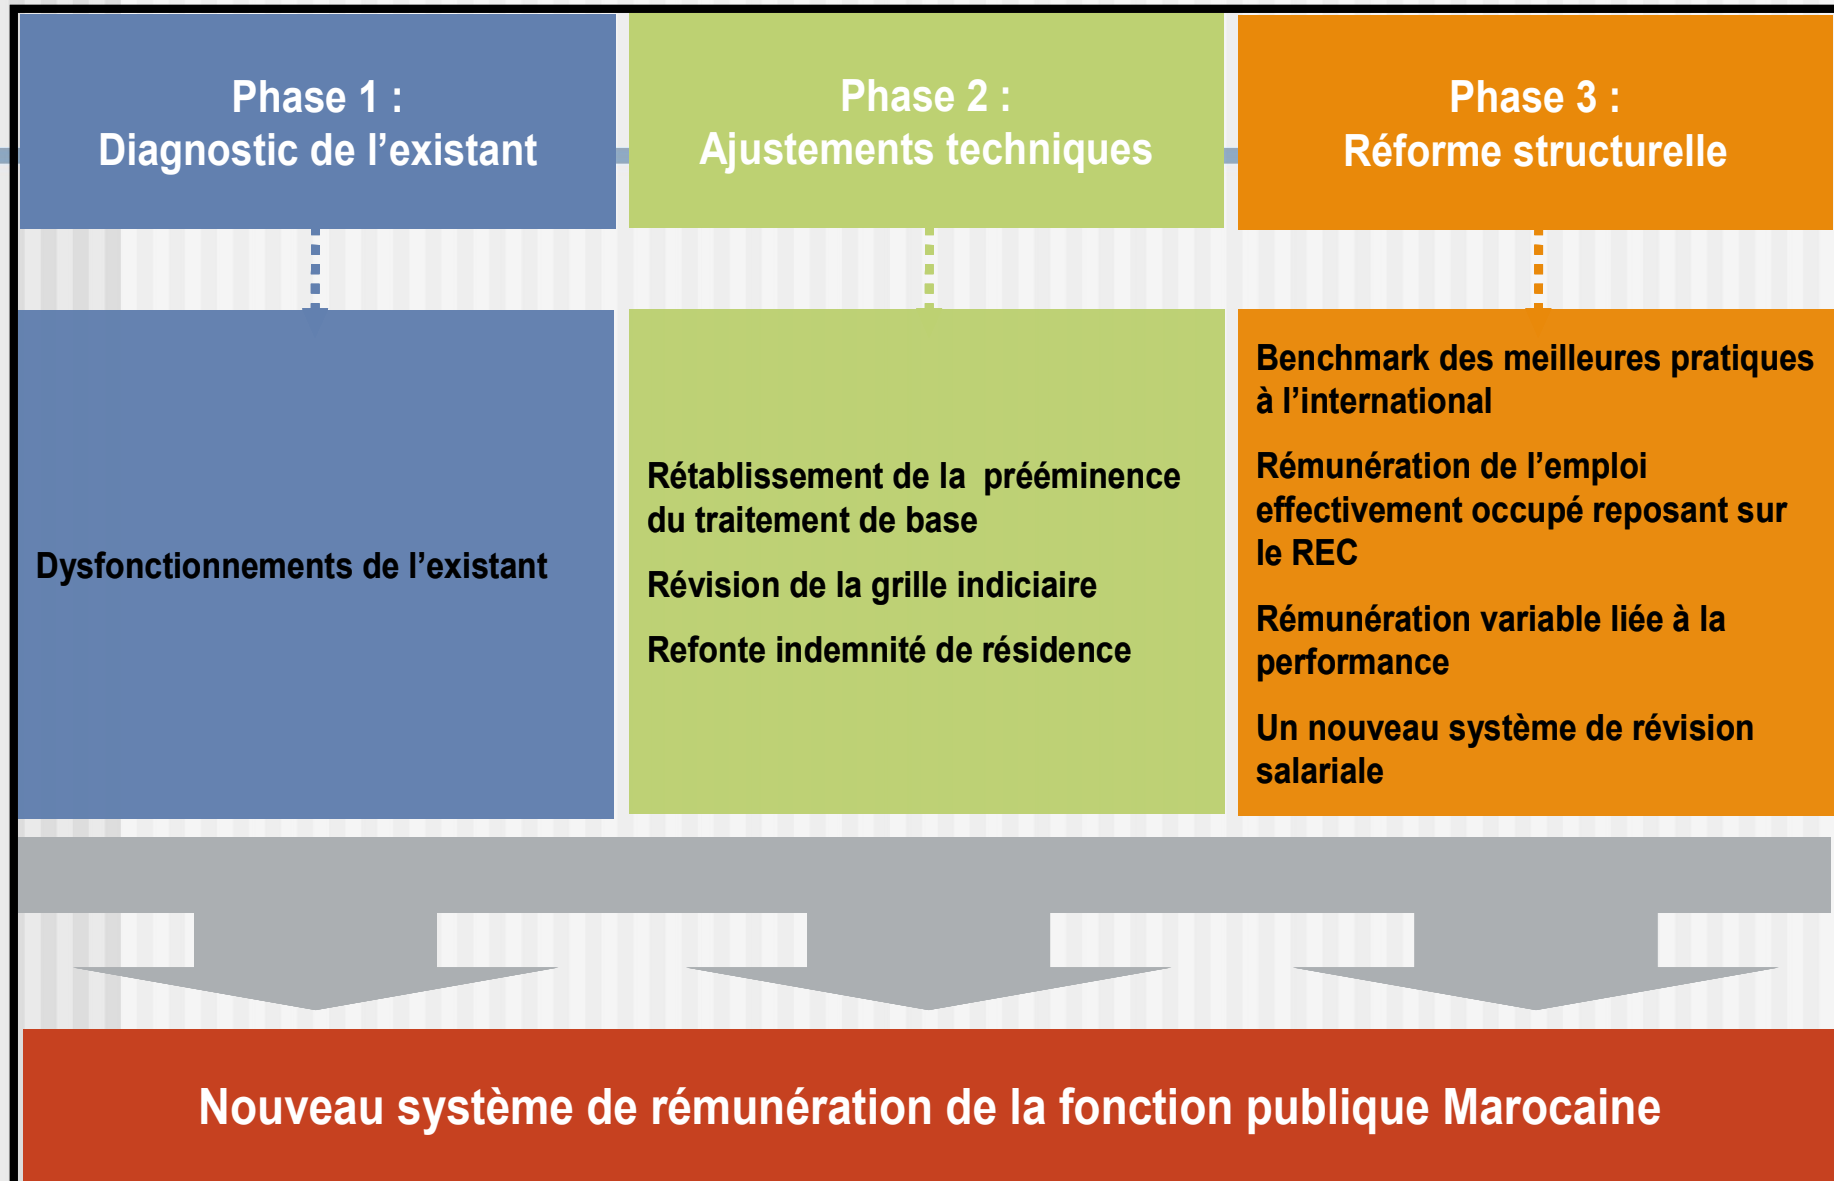 Phase 1 :
Diagnostic de l’existant
Phase 2 :
Ajustements techniques
Phase 3 :
Réforme structurelle
Dysfonctionnements de l’existant
Rétablissement de la  prééminence
du traitement de base
Révision de la grille indiciaire
Refonte indemnité de résidence
Benchmark des meilleures pratiques
à l’international
Rémunération de l’emploi
effectivement occupé reposant sur
le REC
Rémunération variable liée à la
performance
Un nouveau système de révision
salariale
Nouveau système de rémunération de la fonction publique Marocaine